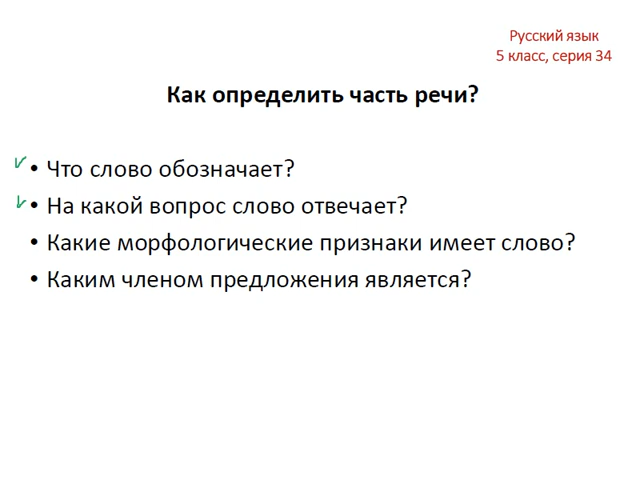 Русский язык
5 класс, серия 34
Как определить часть речи?
• Что слово обозначает?
• На какой вопрос слово отвечает?
• Какие морфологические признаки имеет слово?
• Каким членом предложения является?